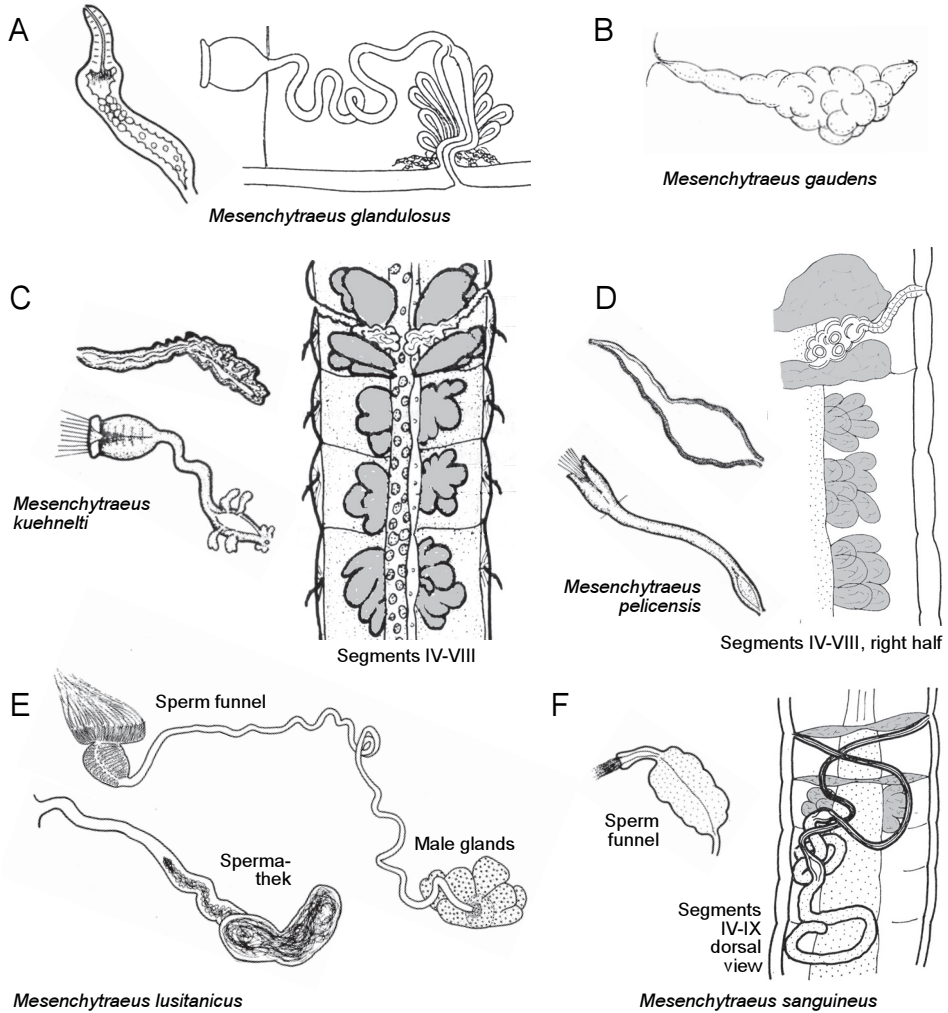 A
Mesenchytraeus glandulosus
B
Mesenchytraeus gaudens
C
Mesenchytraeus
kuehnelti
Segments IV-VIII
D
Mesenchytraeus
pelicensis
Segments IV-VIII, right half
E
Sperm funnel
Sperma-
thek
Male glands
Mesenchytraeus lusitanicus
F
Sperm
funnel
Segments
IV-IX
dorsal
view
Mesenchytraeus sanguineus